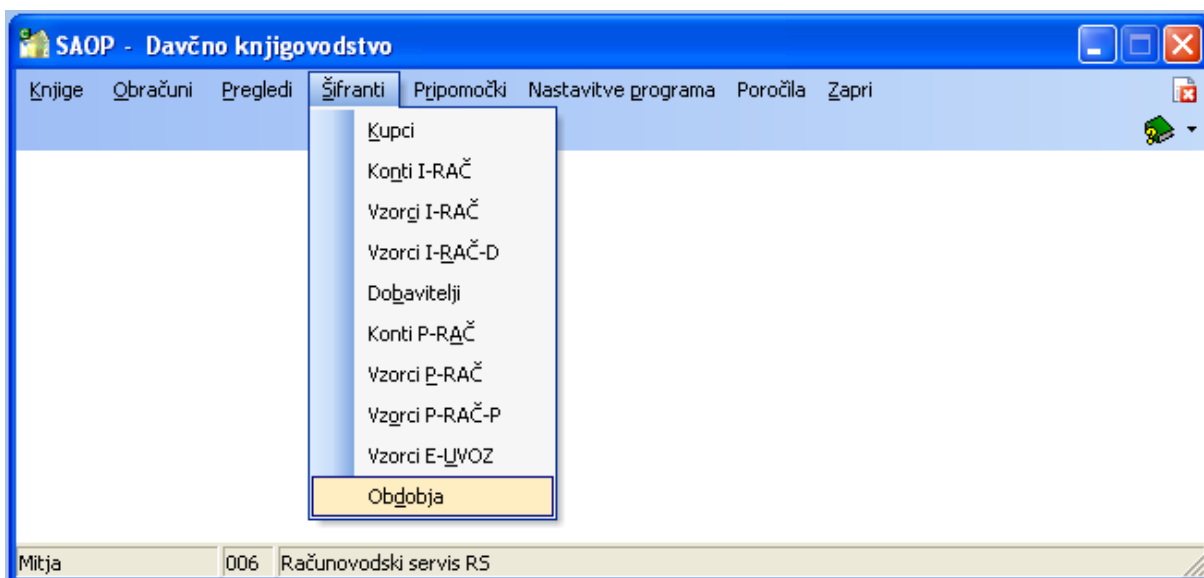 SAOP - Davčno knjigovodstvo
Knjige Obračuni Pregledi Šifranti Pripomočki Nastavitve programa Poročila Zapri
Kupci
Konti I-RAČ
Vzorci I-RAČ
Vzorci I-RAČ-D
Dobavitelji
Konti P-RAČ
Vzorci P-RAČ
Vzorci P-RAČ-P
Vzorci E-UVOZ
Obdobja
Mitja 006 Računovodski servis RS